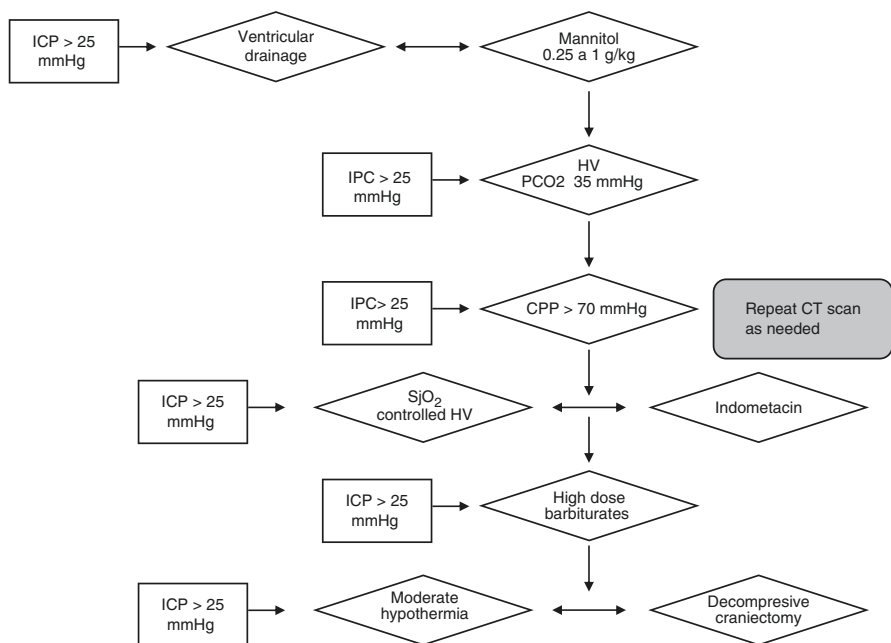 ICP > 25
mmHg
Ventricular
drainage
Mannitol
0.25 a 1 g/kg
IPC > 25
mmHg
HV
PCO2 35 mmHg
IPC> 25
mmHg
CPP > 70 mmHg
Repeat CT scan
as needed
ICP > 25
mmHg
SjO2
controlled HV
Indometacin
ICP > 25
mmHg
High dose
barbiturates
ICP > 25
mmHg
Moderate
hypothermia
Decompresive
craniectomy